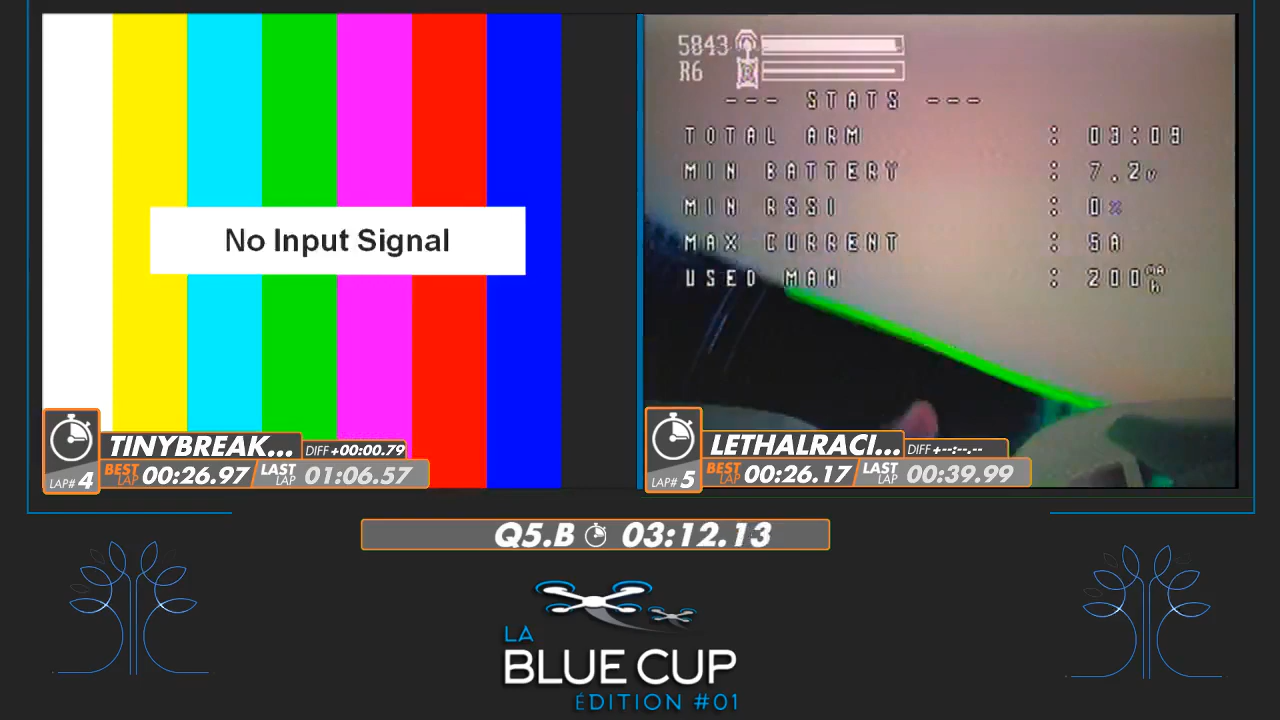 No Input Signal
TINYBREAK... DIFF +00:00.79
LAP# 4 BEST LAP 00:26.97 LAST LAP 01:06.57
5843
R6 R
--- STATS ---
TOTAL ARM : 03:09
MIN BATTERY : 7.2v
MIN RSSI : 0%
MAX CURRENT : 5A
USED MAH : 200mAh
LETHALRACI... DIFF +--:--.--
LAP# 5 BEST LAP 00:26.17 LAST LAP 00:39.99
Q5.B 03:12.13
LA
BLUE CUP
ÉDITION #01